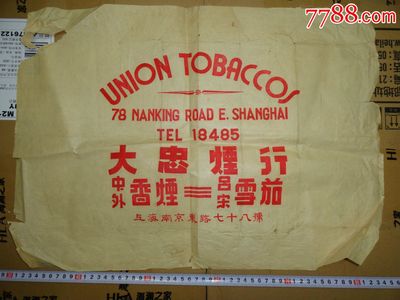 7788.com
UNION TOBACCOS
78 NANKING ROAD E. SHANGHAI
TEL 18485
大忠煙行
中外香煙 呂宋雪茄
上海南京東路七十八號